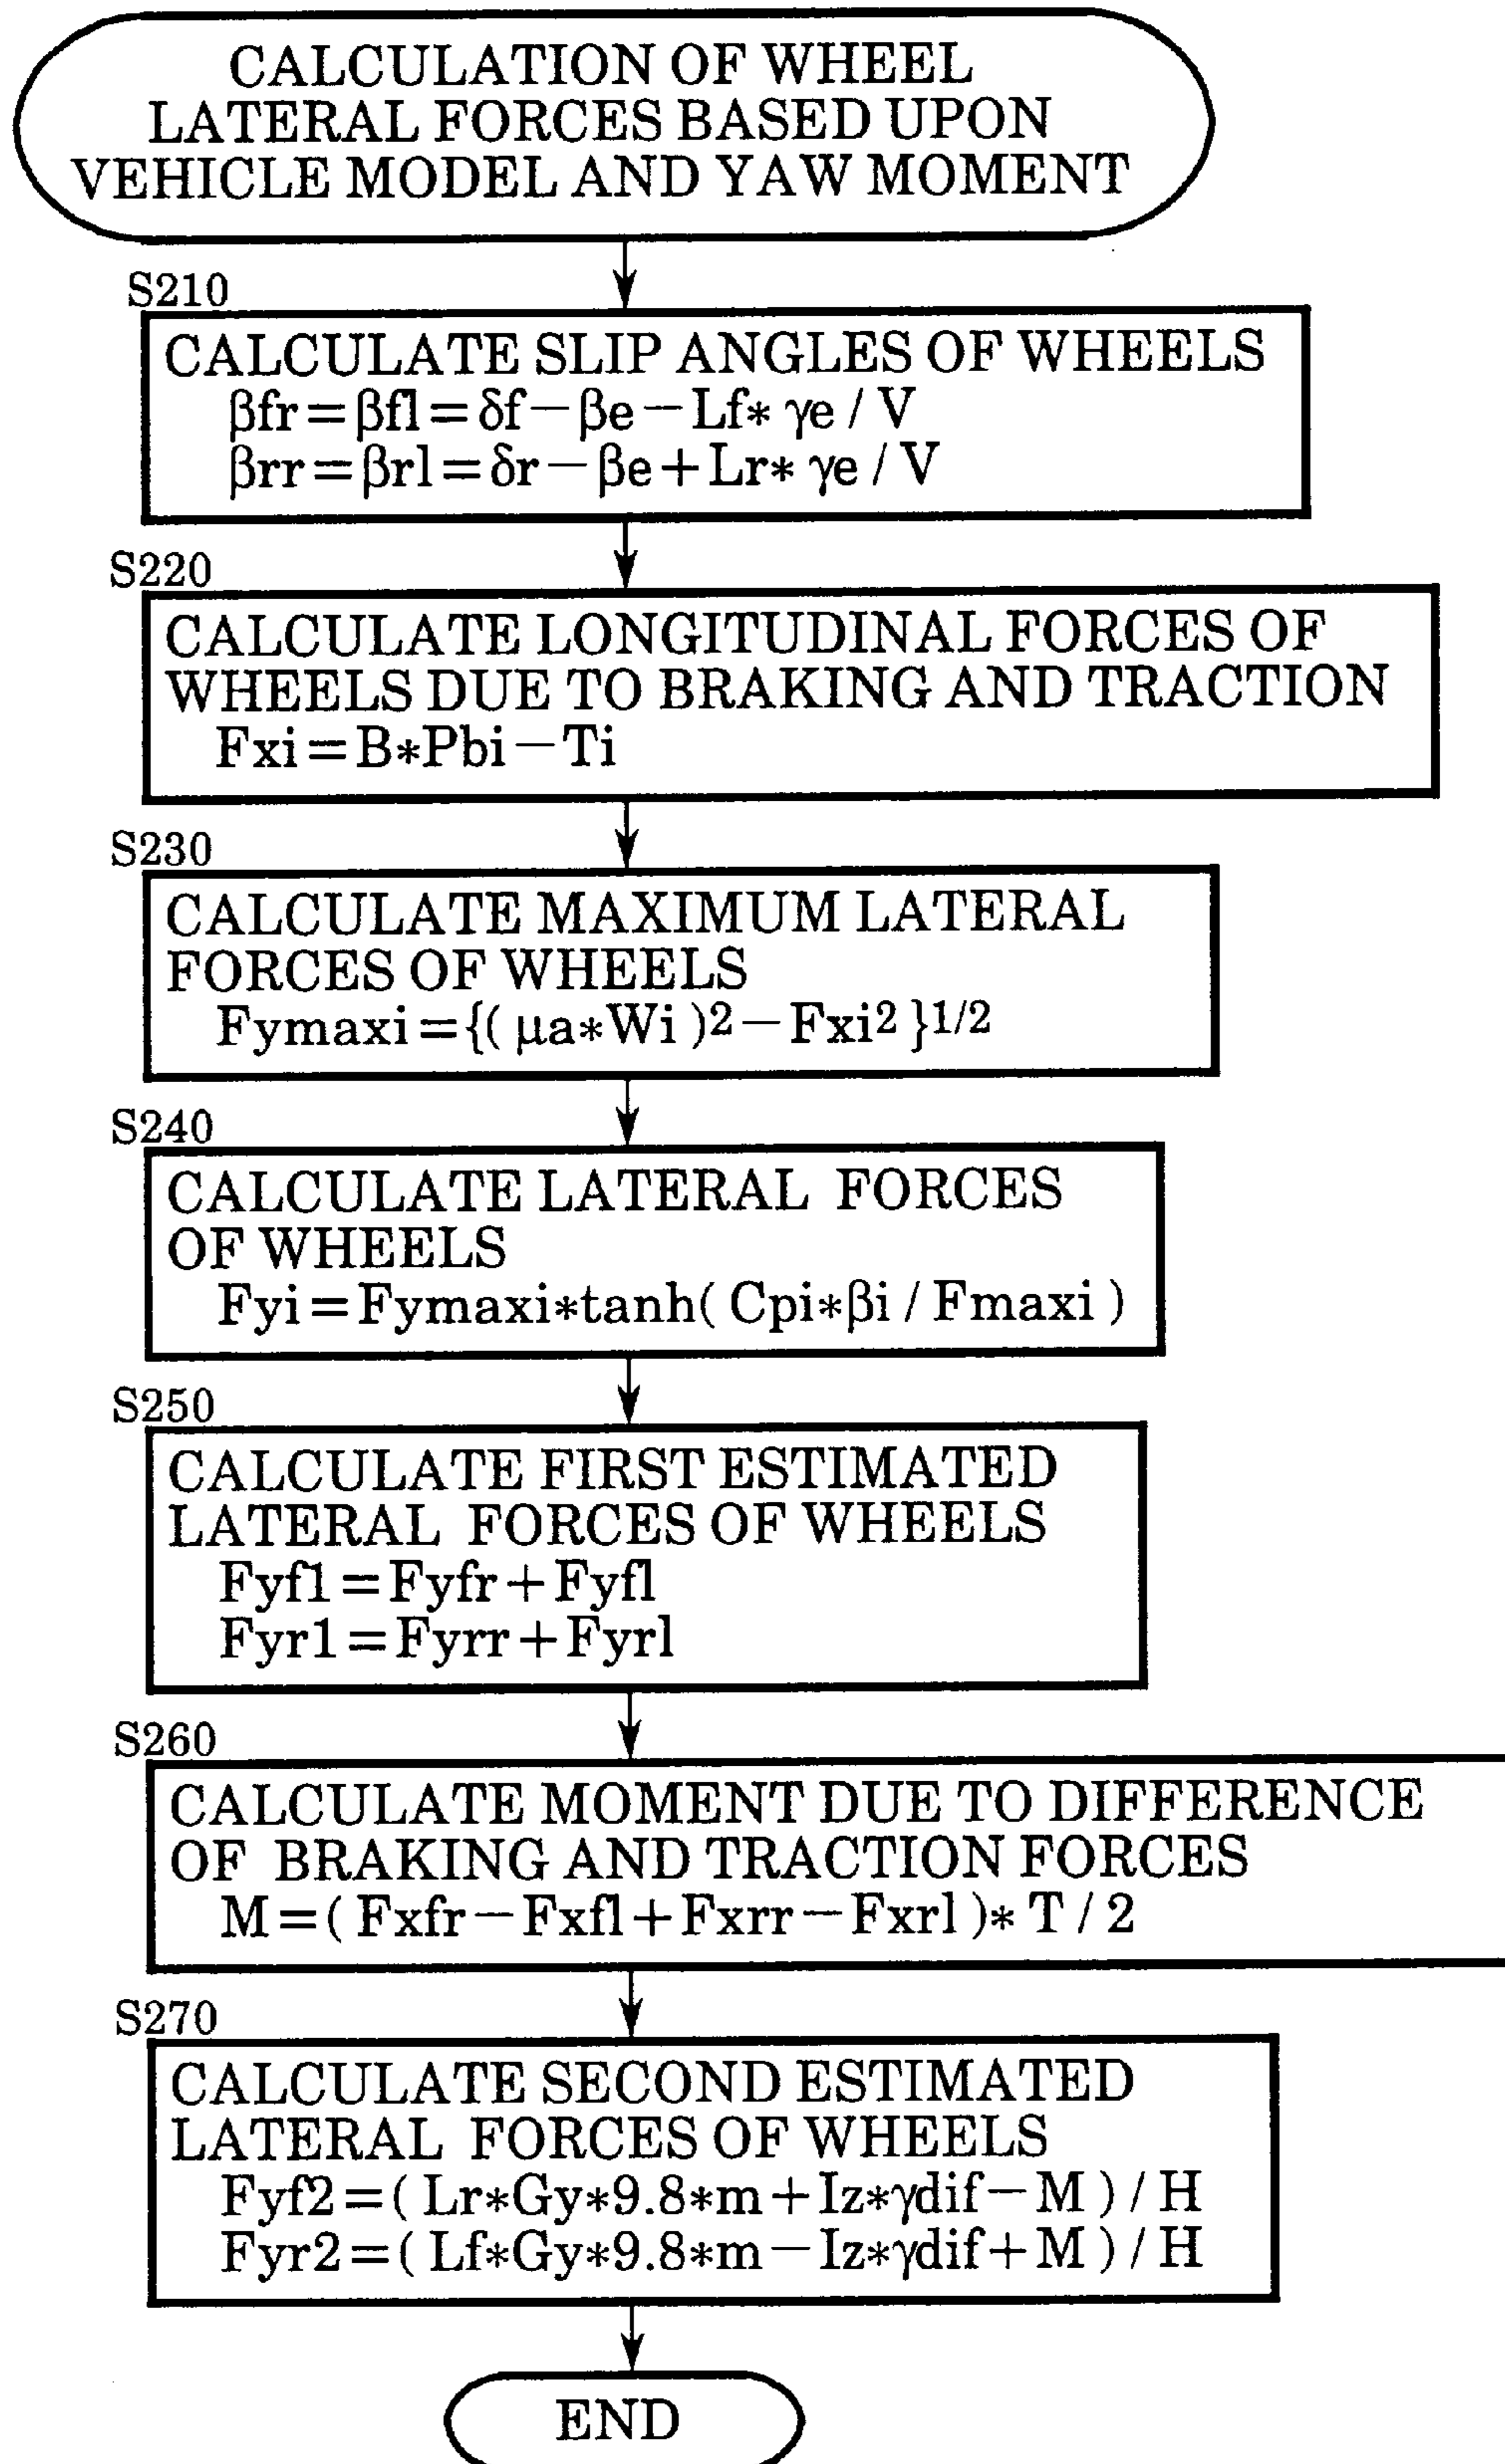 CALCULATION OF WHEEL
LATERAL FORCES BASED UPON
VEHICLE MODEL AND YAW MOMENT
S210
CALCULATE SLIP ANGLES OF WHEELS
βfr=βfl=δf−βe−Lf* γe / V
βrr=βrl=δr−βe+Lr* γe / V
S220
CALCULATE LONGITUDINAL FORCES OF
WHEELS DUE TO BRAKING AND TRACTION
Fxi=B*Pbi−Ti
S230
CALCULATE MAXIMUM LATERAL
FORCES OF WHEELS
Fymaxi={( μa*Wi )2−Fxi2 }1/2
S240
CALCULATE LATERAL FORCES
OF WHEELS
Fyi=Fymaxi*tanh( Cpi*βi / Fmaxi )
S250
CALCULATE FIRST ESTIMATED
LATERAL FORCES OF WHEELS
Fyf1=Fyfr+Fyfl
Fyr1=Fyrr+Fyrl
S260
CALCULATE MOMENT DUE TO DIFFERENCE
OF BRAKING AND TRACTION FORCES
M=( Fxfr−Fxfl+Fxrr−Fxrl )* T / 2
S270
CALCULATE SECOND ESTIMATED
LATERAL FORCES OF WHEELS
Fyf2=( Lr*Gy*9.8*m+Iz*γdif−M ) / H
Fyr2=( Lf*Gy*9.8*m−Iz*γdif+M ) / H
END